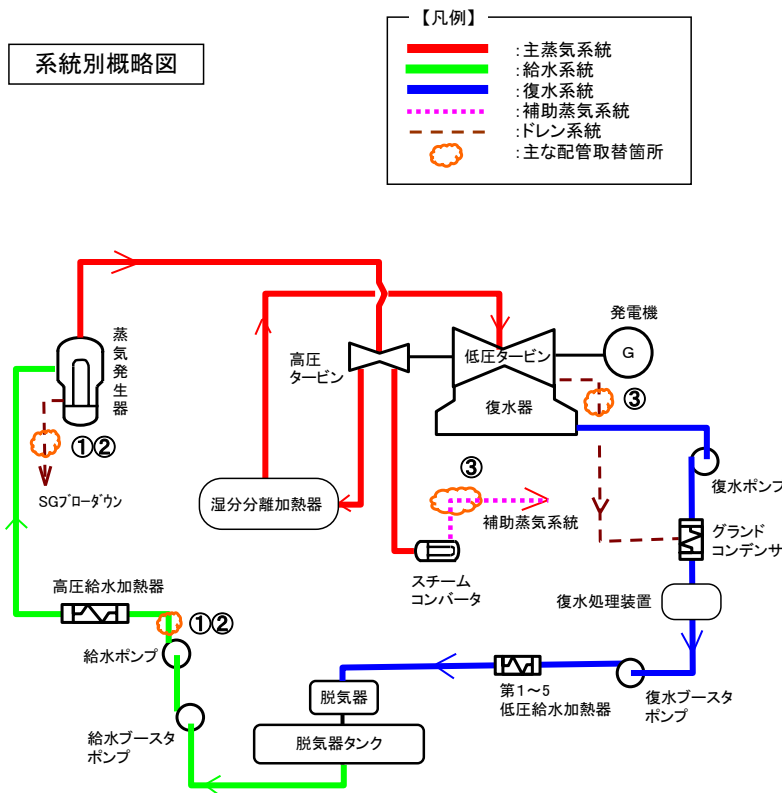 【凡例】
系統別概略図
:主蒸気系統
:給水系統
:復水系統
:補助蒸気系統
:ドレン系統
:主な配管取替箇所
蒸気発生器
高圧
タービン
低圧タービン
発電機
G
復水器
③
①②
SGブローダウン
湿分分離加熱器
③
補助蒸気系統
復水ポンプ
グランド
コンデンサ
スチーム
コンバータ
復水処理装置
高圧給水加熱器
①②
給水ポンプ
脱気器
第1~5
低圧給水加熱器
復水ブースタ
ポンプ
給水ブースタ
ポンプ
脱気器タンク